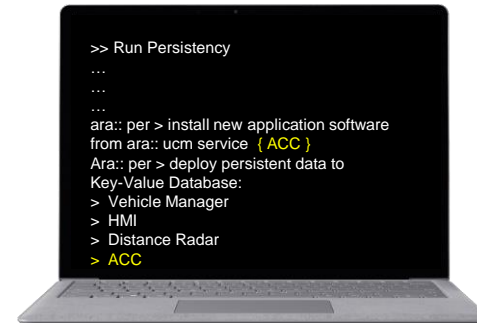 >> Run Persistency
…
…
…
ara:: per > install new application software
from ara:: ucm service { ACC }
Ara:: per > deploy persistent data to
Key-Value Database:
> Vehicle Manager
> HMI
> Distance Radar
> ACC